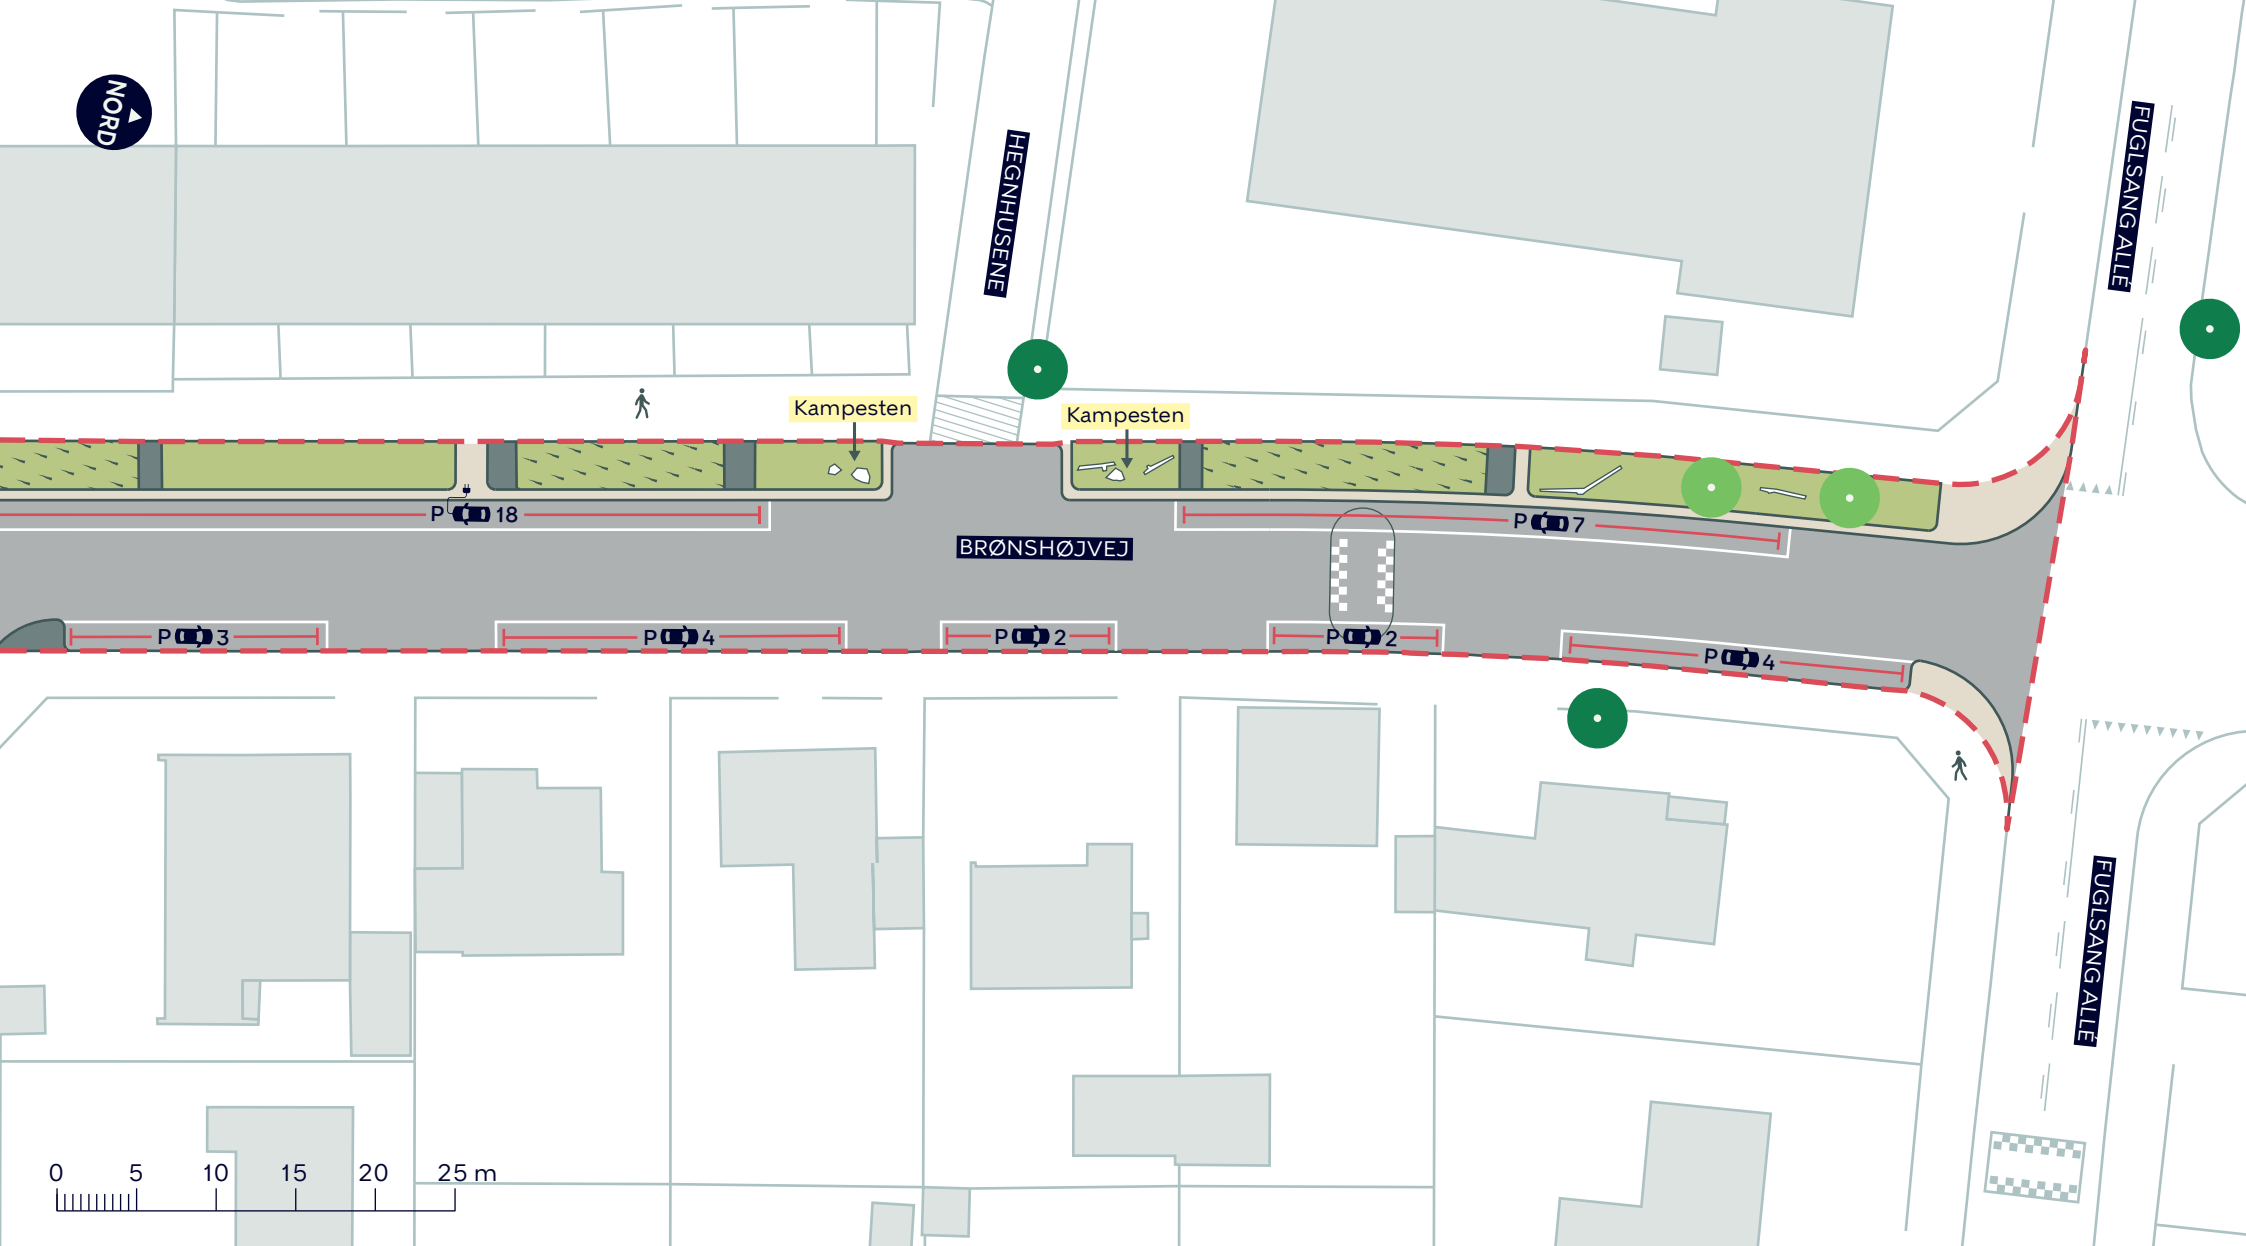 NORD
HEGNHUSENE
FUGLSANG ALLÉ
Kampesten
Kampesten
P 18
P 7
BRØNSHØJVEJ
P 3
P 4
P 2
P 2
P 4
FUGLSANG ALLÉ
0 5 10 15 20 25 m